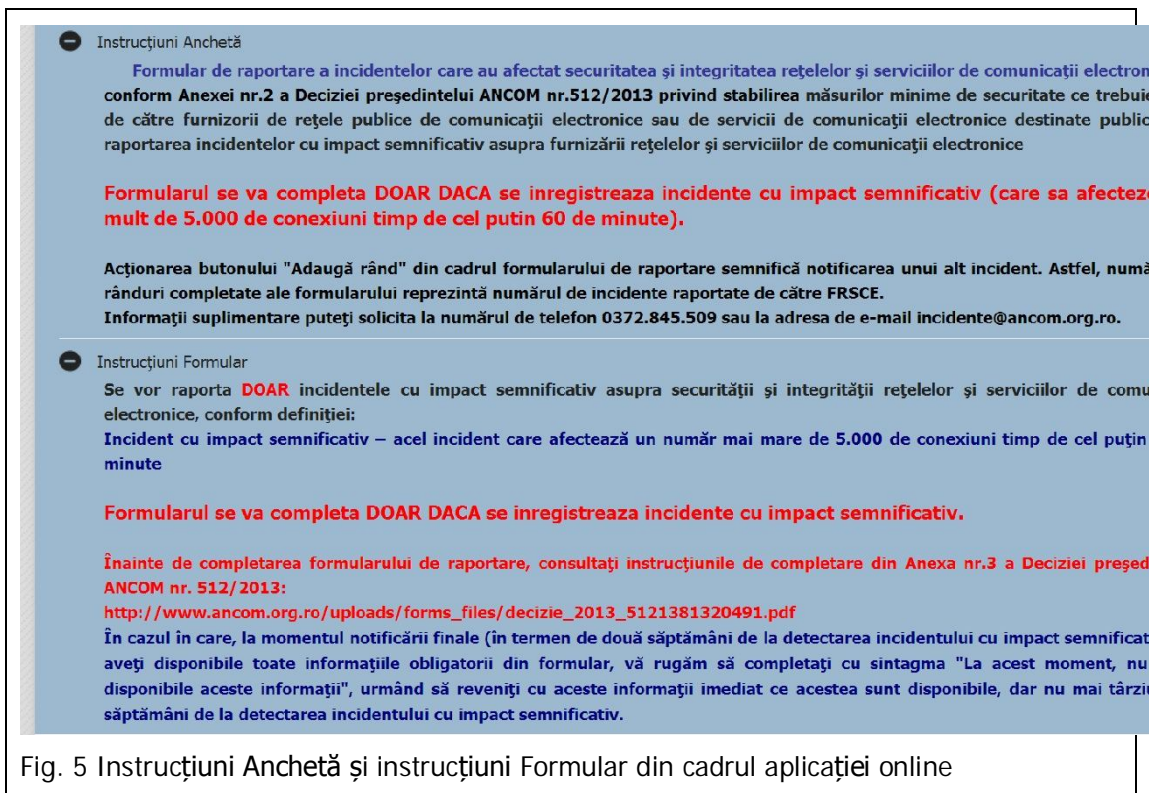 Instrucţiuni Anchetă
Formular de raportare a incidentelor care au afectat securitatea şi integritatea reţelelor şi serviciilor de comunicaţii electron
conform Anexei nr.2 a Deciziei preşedintelui ANCOM nr.512/2013 privind stabilirea măsurilor minime de securitate ce trebuie
de către furnizorii de reţele publice de comunicaţii electronice sau de servicii de comunicaţii electronice destinate public
raportarea incidentelor cu impact semnificativ asupra furnizării reţelelor şi serviciilor de comunicaţii electronice
Formularul se va completa DOAR DACA se inregistreaza incidente cu impact semnificativ (care sa afecteze
mult de 5.000 de conexiuni timp de cel putin 60 de minute).
Acţionarea butonului "Adaugă rând" din cadrul formularului de raportare semnifică notificarea unui alt incident. Astfel, numă
rânduri completate ale formularului reprezintă numărul de incidente raportate de către FRSCE.
Informaţii suplimentare puteţi solicita la numărul de telefon 0372.845.509 sau la adresa de e-mail incidente@ancom.org.ro.
Instrucţiuni Formular
Se vor raporta DOAR incidentele cu impact semnificativ asupra securităţii şi integrităţii reţelelor şi serviciilor de comu
electronice, conform definiţiei:
Incident cu impact semnificativ – acel incident care afectează un număr mai mare de 5.000 de conexiuni timp de cel puţin
minute
Formularul se va completa DOAR DACA se inregistreaza incidente cu impact semnificativ.
Înainte de completarea formularului de raportare, consultaţi instrucţiunile de completare din Anexa nr.3 a Deciziei preşed
ANCOM nr. 512/2013:
http://www.ancom.org.ro/uploads/forms_files/decizie_2013_5121381320491.pdf
În cazul în care, la momentul notificării finale (în termen de două săptămâni de la detectarea incidentului cu impact semnificat
aveţi disponibile toate informaţiile obligatorii din formular, vă rugăm să completaţi cu sintagma "La acest moment, nu
disponibile aceste informaţii", urmând să reveniţi cu aceste informaţii imediat ce acestea sunt disponibile, dar nu mai târziu
săptămâni de la detectarea incidentului cu impact semnificativ.
Fig. 5 Instrucțiuni Anchetă și instrucțiuni Formular din cadrul aplicației online